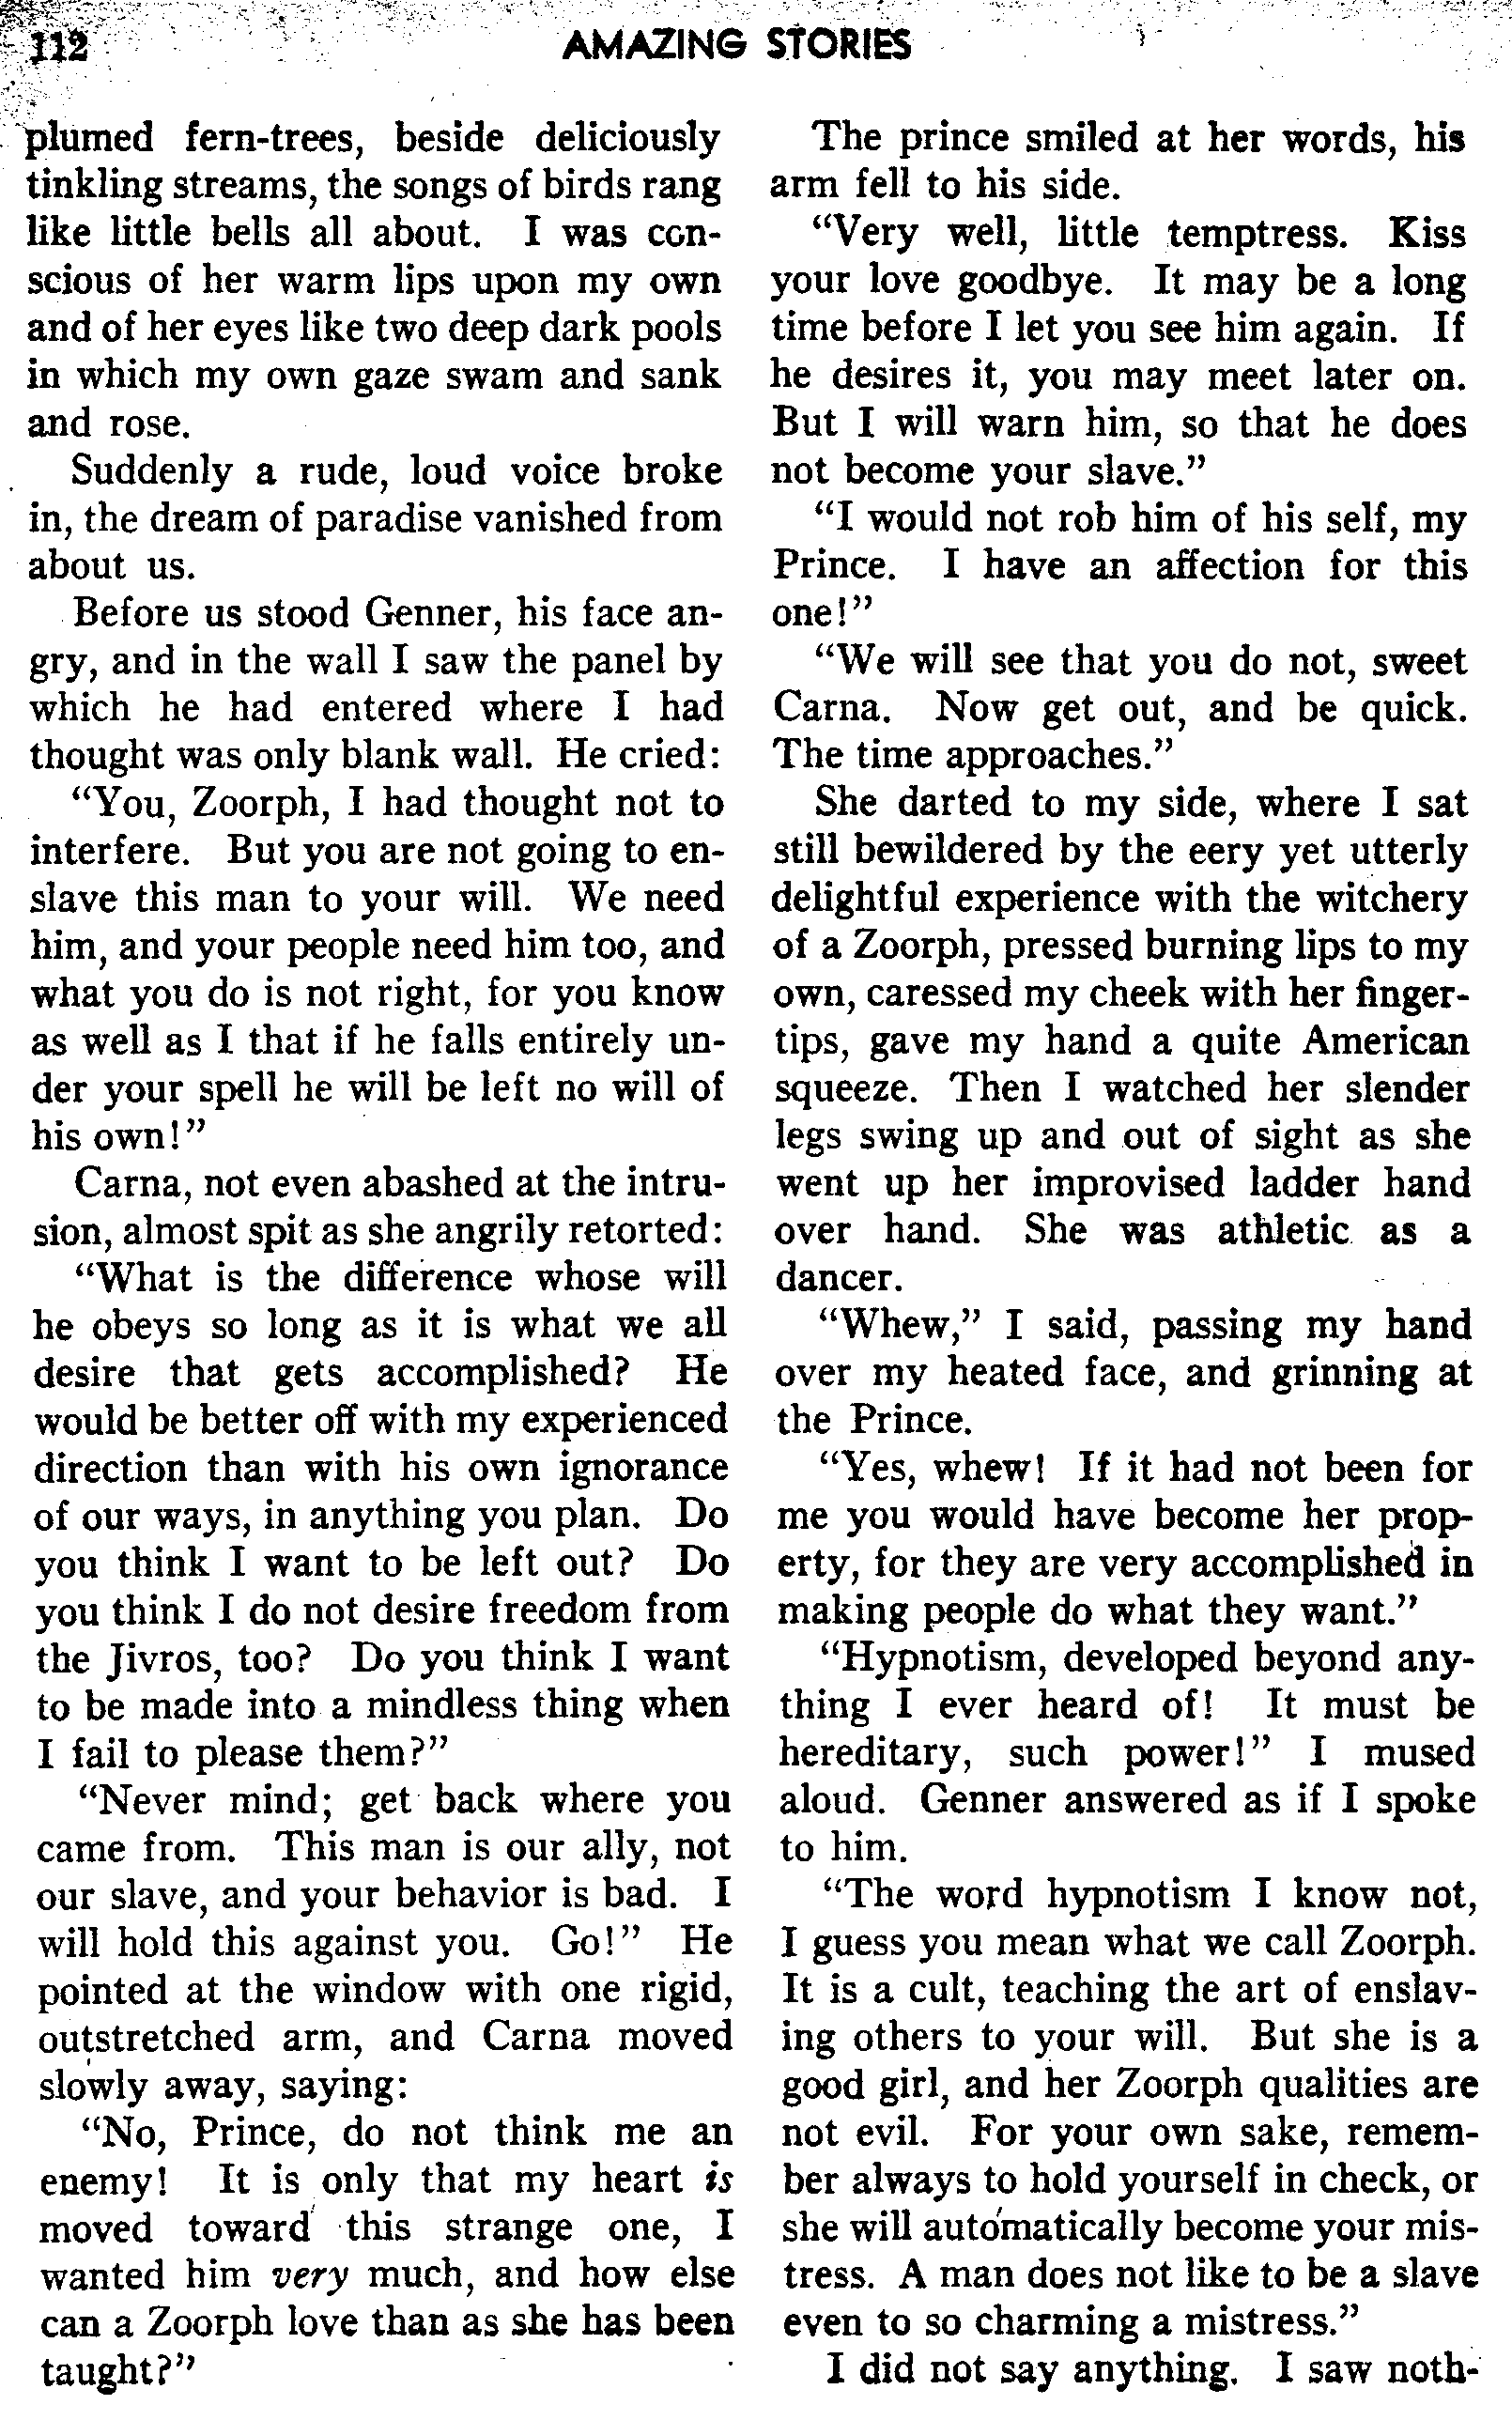 112
AMAZING STORIES
plumed fern-trees, beside deliciously
tinkling streams, the songs of birds rang
like little bells all about. I was con-
scious of her warm lips upon my own
and of her eyes like two deep dark pools
in which my own gaze swam and sank
and rose.
Suddenly a rude, loud voice broke
in, the dream of paradise vanished from
about us.
Before us stood Genner, his face an-
gry, and in the wall I saw the panel by
which he had entered where I had
thought was only blank wall. He cried:
“You, Zoorph, I had thought not to
interfere. But you are not going to en-
slave this man to your will. We need
him, and your people need him too, and
what you do is not right, for you know
as well as I that if he falls entirely un-
der your spell he will be left no will of
his own!”
Carna, not even abashed at the intru-
sion, almost spit as she angrily retorted:
“What is the difference whose will
he obeys so long as it is what we all
desire that gets accomplished? He
would be better off with my experienced
direction than with his own ignorance
of our ways, in anything you plan. Do
you think I want to be left out? Do
you think I do not desire freedom from
the Jivros, too? Do you think I want
to be made into a mindless thing when
I fail to please them?”
“Never mind; get back where you
came from. This man is our ally, not
our slave, and your behavior is bad. I
will hold this against you. Go!” He
pointed at the window with one rigid,
outstretched arm, and Carna moved
slowly away, saying:
“No, Prince, do not think me an
enemy! It is only that my heart is
moved toward this strange one, I
wanted him very much, and how else
can a Zoorph love than as she has been
taught?”
The prince smiled at her words, his
arm fell to his side.
“Very well, little temptress. Kiss
your love goodbye. It may be a long
time before I let you see him again. If
he desires it, you may meet later on.
But I will warn him, so that he does
not become your slave.”
“I would not rob him of his self, my
Prince. I have an affection for this
one!”
“We will see that you do not, sweet
Carna. Now get out, and be quick.
The time approaches.”
She darted to my side, where I sat
still bewildered by the eery yet utterly
delightful experience with the witchery
of a Zoorph, pressed burning lips to my
own, caressed my cheek with her finger-
tips, gave my hand a quite American
squeeze. Then I watched her slender
legs swing up and out of sight as she
went up her improvised ladder hand
over hand. She was athletic as a
dancer.
“Whew,” I said, passing my hand
over my heated face, and grinning at
the Prince.
“Yes, whew! If it had not been for
me you would have become her prop-
erty, for they are very accomplished in
making people do what they want.”
“Hypnotism, developed beyond any-
thing I ever heard of! It must be
hereditary, such power!” I mused
aloud. Genner answered as if I spoke
to him.
“The word hypnotism I know not,
I guess you mean what we call Zoorph.
It is a cult, teaching the art of enslav-
ing others to your will. But she is a
good girl, and her Zoorph qualities are
not evil. For your own sake, remem-
ber always to hold yourself in check, or
she will automatically become your mis-
tress. A man does not like to be a slave
even to so charming a mistress.”
I did not say anything. I saw noth-